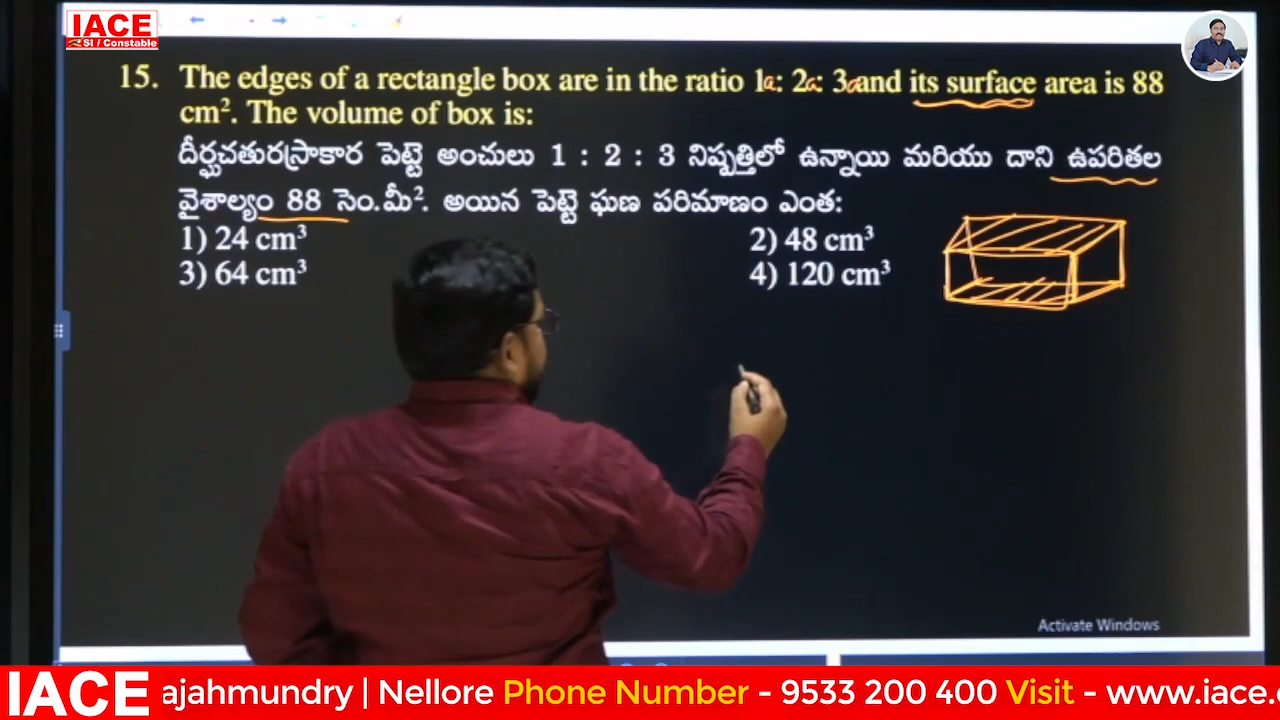 IACE
SI / Constable
15. The edges of a rectangle box are in the ratio 1a: 2a: 3a and its surface area is 88
cm². The volume of box is:
దీర్ఘచతురస్రాకార పెట్టె అంచులు 1 : 2 : 3 నిష్పత్తిలో ఉన్నాయి మరియు దాని ఉపరితల
వైశాల్యం 88 సెం.మీ². అయిన పెట్టె ఘణ పరిమాణం ఎంత:
1) 24 cm³ 2) 48 cm³
3) 64 cm³ 4) 120 cm³
Activate Windows
IACE ajahmundry | Nellore Phone Number - 9533 200 400 Visit - www.iace.